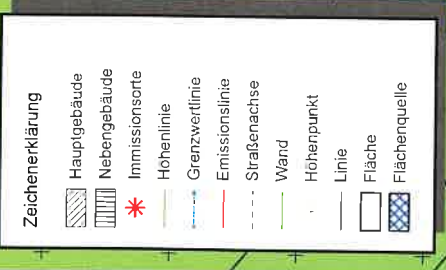 Zeichenerklärung
Hauptgebäude
Nebengebäude
Immissionsorte
Höhenlinie
Grenzwertlinie
Emissionslinie
Straßenachse
Wand
Höhenpunkt
Linie
Fläche
Flächenquelle